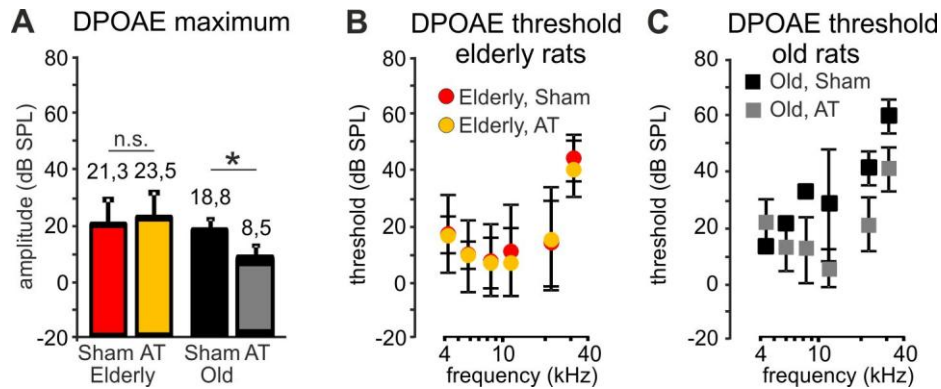 A DPOAE maximum
amplitude (dB SPL)
80
60
40
20
0
-20
n.s.
21,3 23,5
*
18,8
8,5
Sham AT Sham AT
Elderly Old
B DPOAE threshold
elderly rats
threshold (dB SPL)
80
60
40
20
0
-20
Elderly, Sham
Elderly, AT
4 10 40
frequency (kHz)
C DPOAE threshold
old rats
threshold (dB SPL)
80
60
40
20
0
-20
Old, Sham
Old, AT
4 10 40
frequency (kHz)